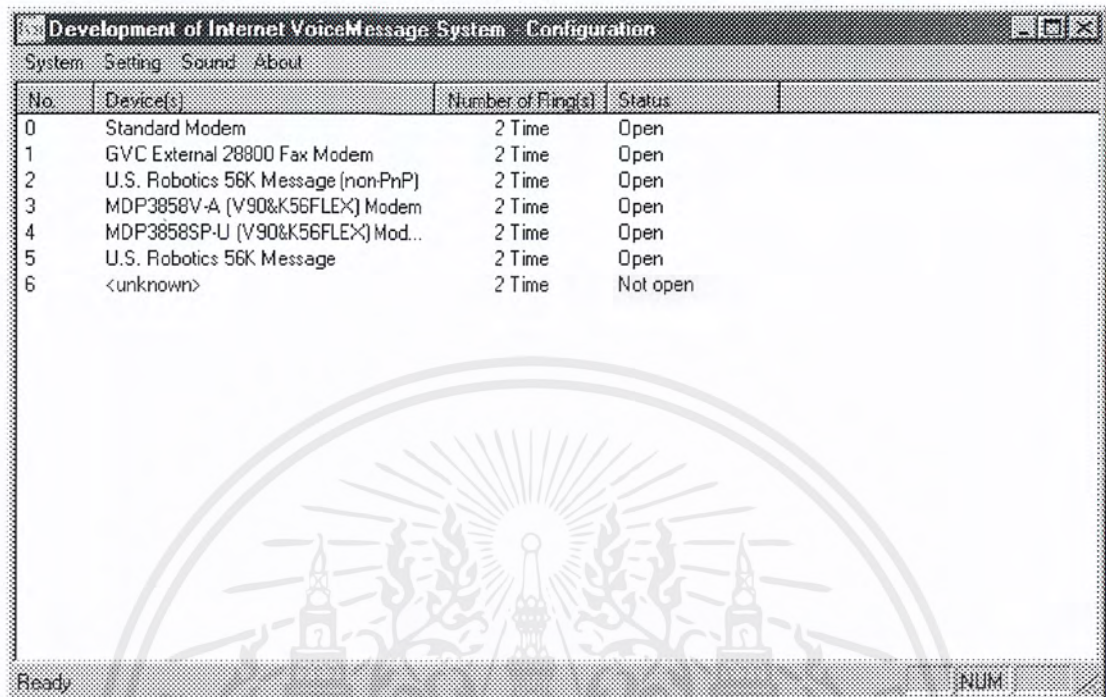 Development of Internet VoiceMessage System - Configuration
System Setting Sound About
No. Device(s) Number of Ring(s) Status
0 Standard Modem 2 Time Open
1 GVC External 28800 Fax Modem 2 Time Open
2 U.S. Robotics 56K Message (non-PnP) 2 Time Open
3 MDP3858V-A (V90&K56FLEX) Modem 2 Time Open
4 MDP3858SP-U (V90&K56FLEX) Mod... 2 Time Open
5 U.S. Robotics 56K Message 2 Time Open
6 <unknown> 2 Time Not open
Ready NUM